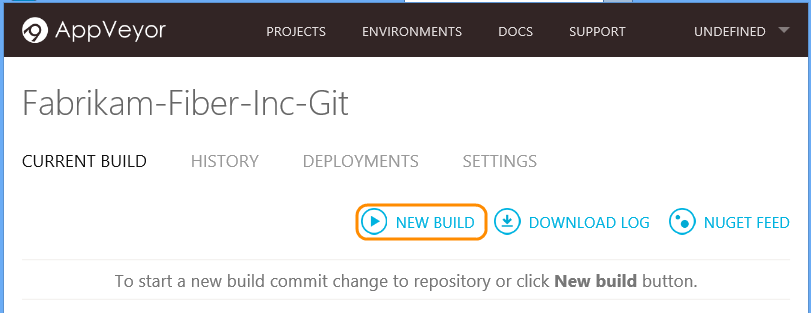 AppVeyor PROJECTS ENVIRONMENTS DOCS SUPPORT UNDEFINED
Fabrikam-Fiber-Inc-Git
CURRENT BUILD HISTORY DEPLOYMENTS SETTINGS
NEW BUILD DOWNLOAD LOG NUGET FEED
To start a new build commit change to repository or click New build button.